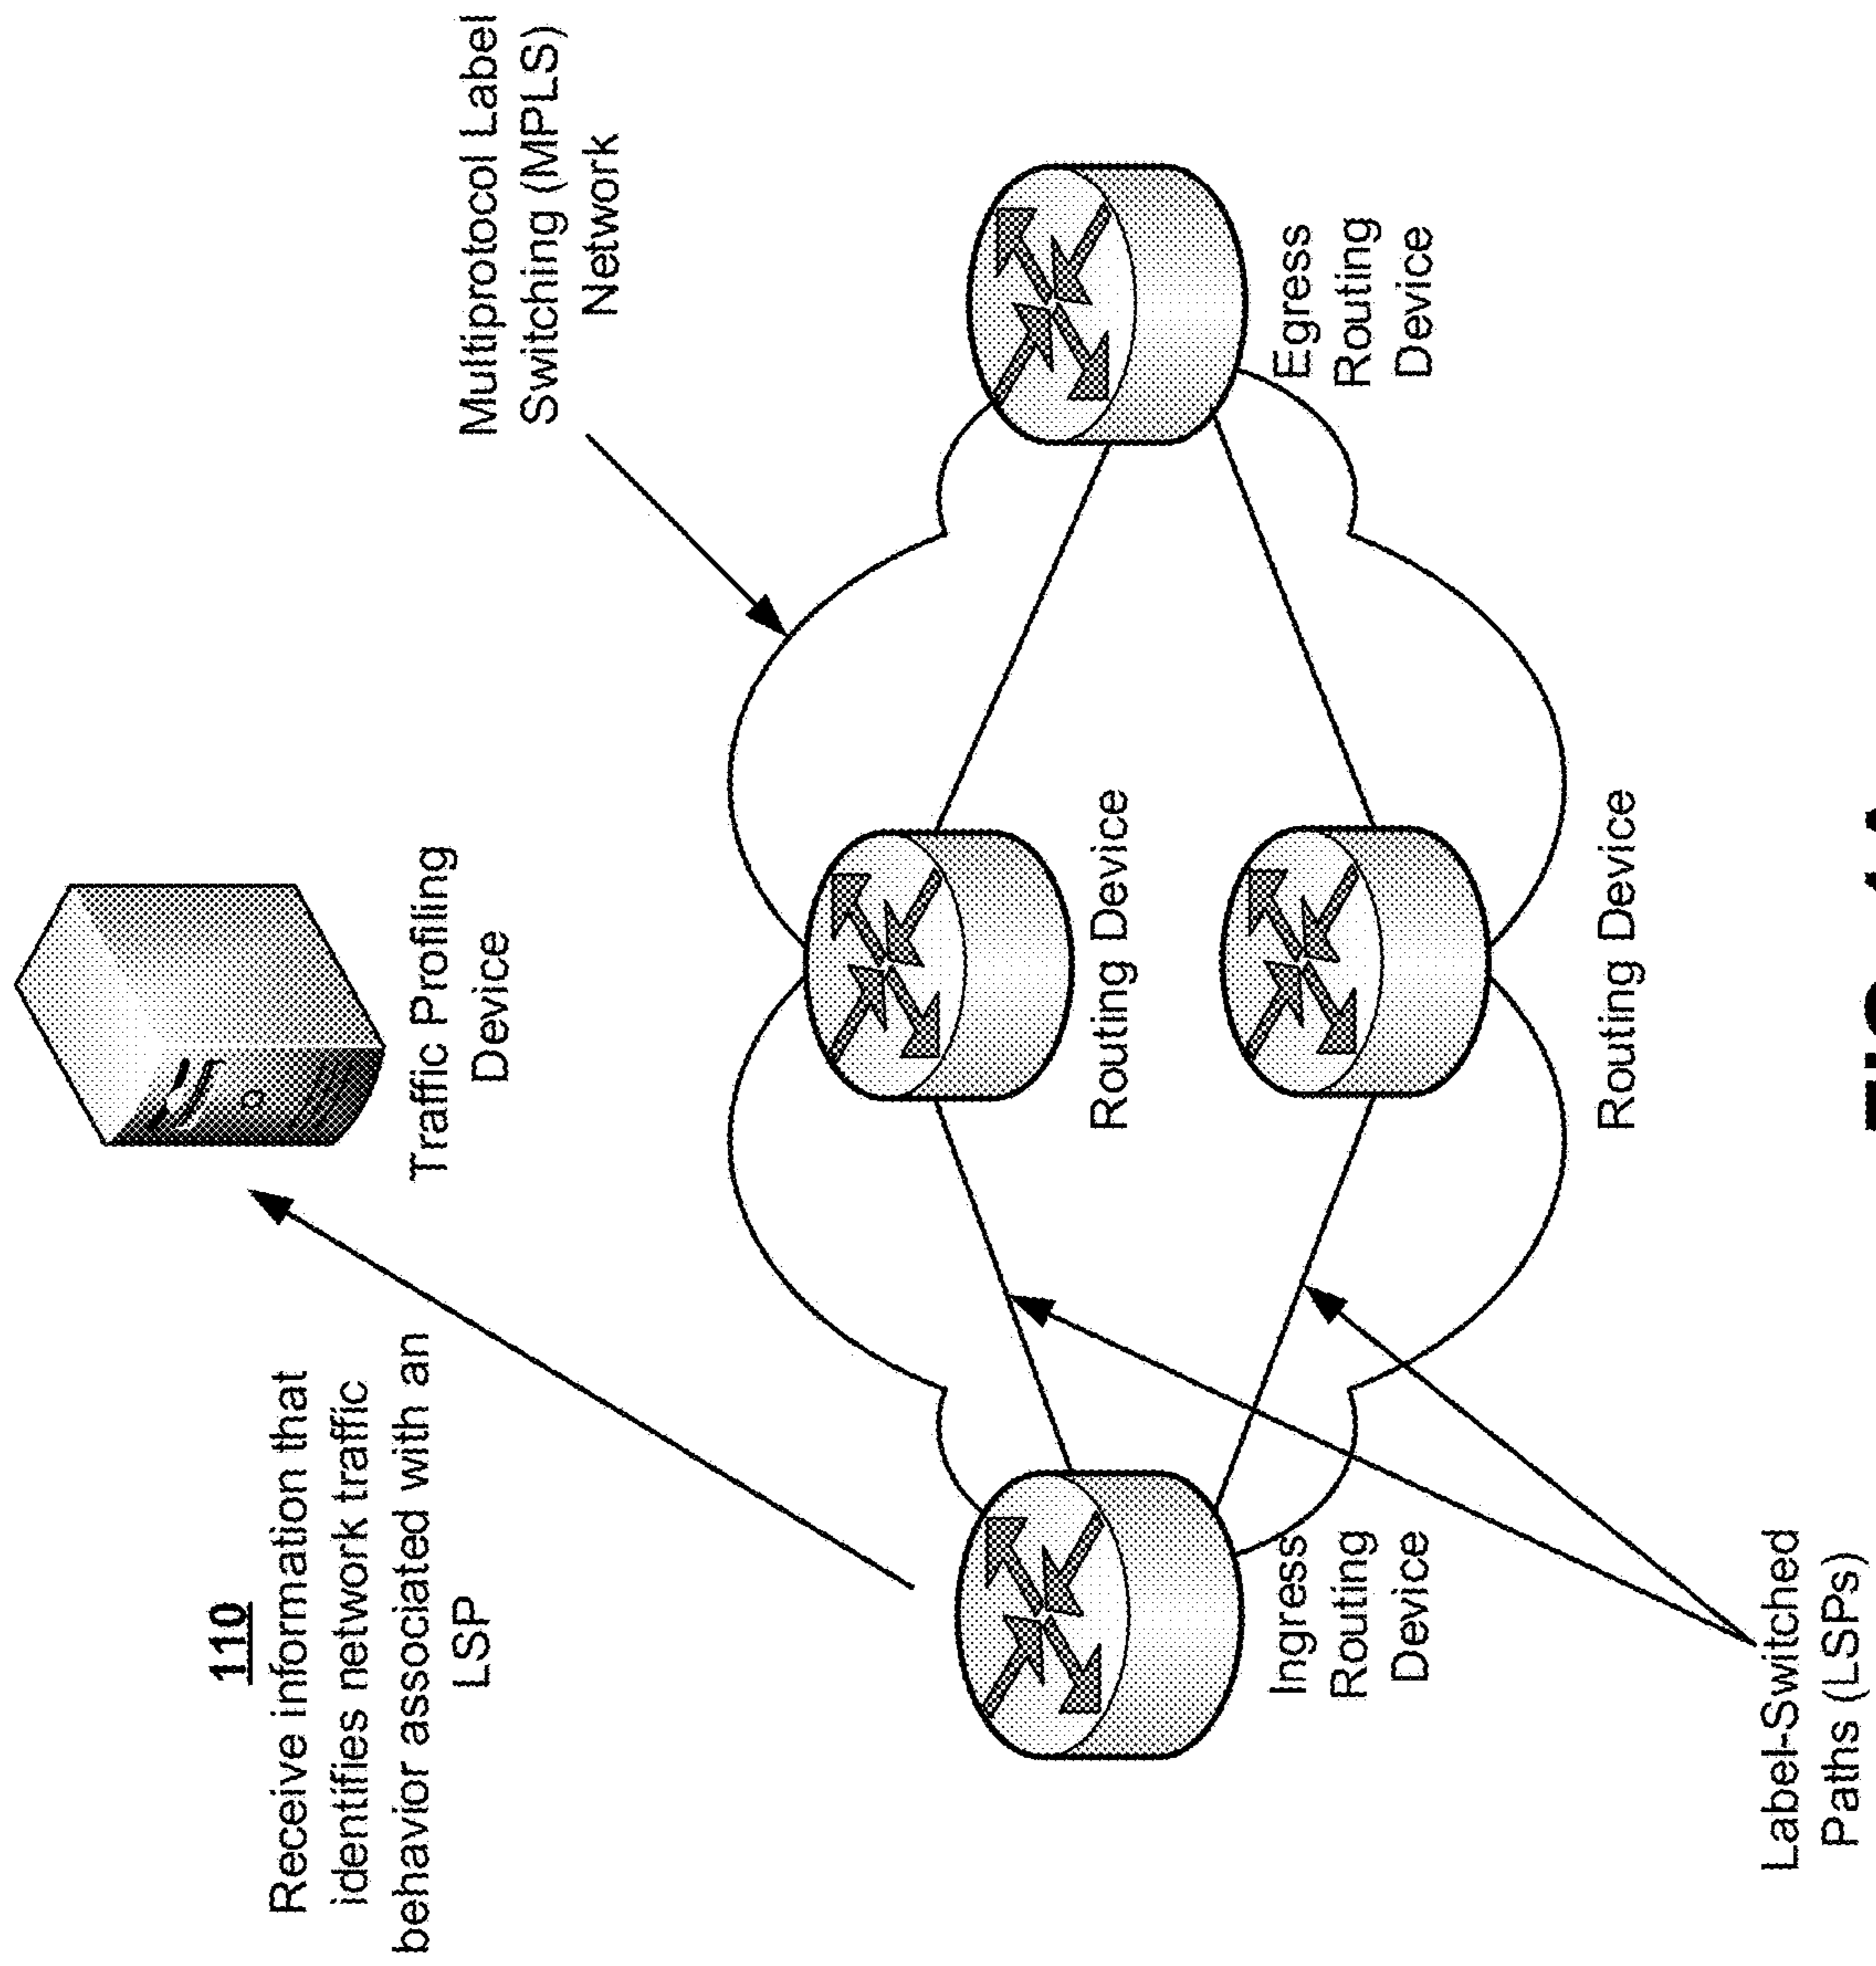 110
Receive information that
identifies network traffic
behavior associated with an
LSP
Traffic Profiling
Device
Multiprotocol Label
Switching (MPLS)
Network
Routing Device
Ingress
Routing
Device
Egress
Routing
Device
Routing Device
Label-Switched
Paths (LSPs)